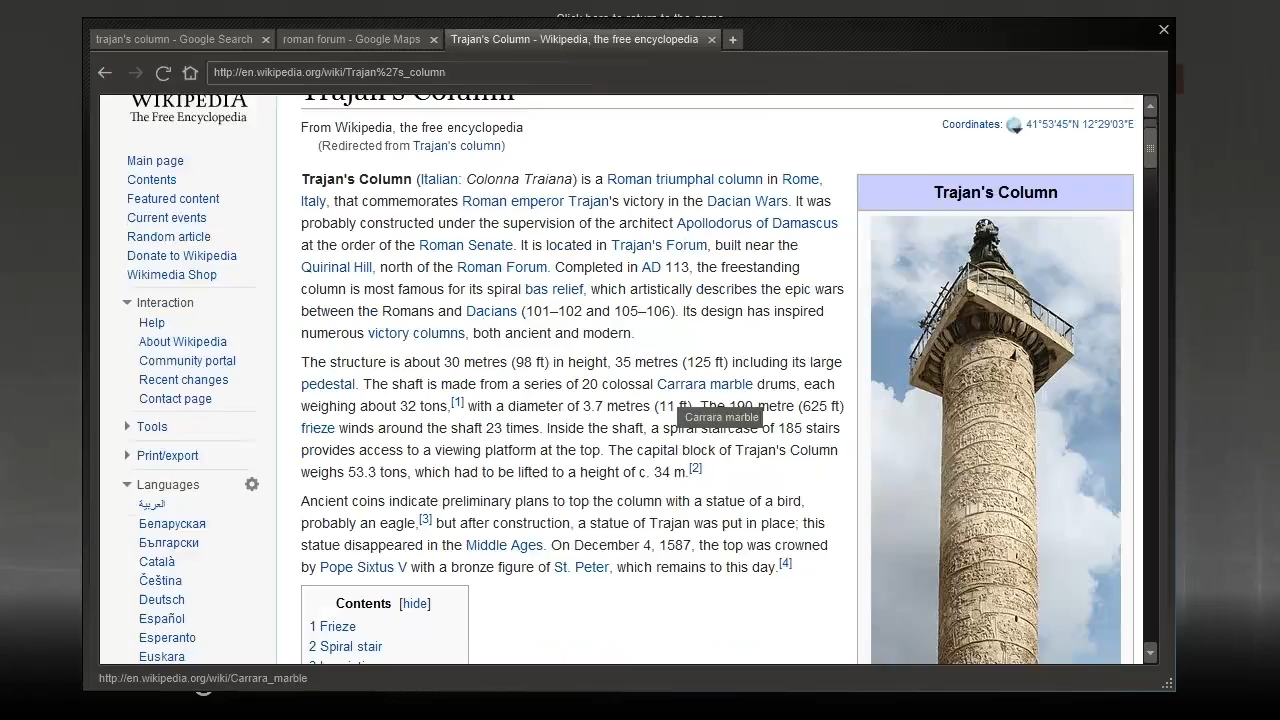 Click here to return to the game
trajan's column - Google Search
roman forum - Google Maps
Trajan's Column - Wikipedia, the free encyclopedia
http://en.wikipedia.org/wiki/Trajan%27s_column
Trajan's Column
WIKIPEDIA
The Free Encyclopedia
Main page
Contents
Featured content
Current events
Random article
Donate to Wikipedia
Wikimedia Shop
Interaction
Help
About Wikipedia
Community portal
Recent changes
Contact page
Tools
Print/export
Languages
العربية
Беларуская
Български
Català
Čeština
Deutsch
Español
Esperanto
Euskara
From Wikipedia, the free encyclopedia
(Redirected from Trajan's column)
Coordinates: 41°53′45″N 12°29′03″E
Trajan's Column (Italian: Colonna Traiana) is a Roman triumphal column in Rome,
Italy, that commemorates Roman emperor Trajan's victory in the Dacian Wars. It was
probably constructed under the supervision of the architect Apollodorus of Damascus
at the order of the Roman Senate. It is located in Trajan's Forum, built near the
Quirinal Hill, north of the Roman Forum. Completed in AD 113, the freestanding
column is most famous for its spiral bas relief, which artistically describes the epic wars
between the Romans and Dacians (101–102 and 105–106). Its design has inspired
numerous victory columns, both ancient and modern.
The structure is about 30 metres (98 ft) in height, 35 metres (125 ft) including its large
pedestal. The shaft is made from a series of 20 colossal Carrara marble drums, each
weighing about 32 tons,[1] with a diameter of 3.7 metres (11 ft). The 190-metre (625 ft)
frieze winds around the shaft 23 times. Inside the shaft, a spiral staircase of 185 stairs
provides access to a viewing platform at the top. The capital block of Trajan's Column
weighs 53.3 tons, which had to be lifted to a height of c. 34 m.[2]
Carrara marble
Ancient coins indicate preliminary plans to top the column with a statue of a bird,
probably an eagle,[3] but after construction, a statue of Trajan was put in place; this
statue disappeared in the Middle Ages. On December 4, 1587, the top was crowned
by Pope Sixtus V with a bronze figure of St. Peter, which remains to this day.[4]
Contents [hide]
1 Frieze
2 Spiral stair
Trajan's Column
http://en.wikipedia.org/wiki/Carrara_marble